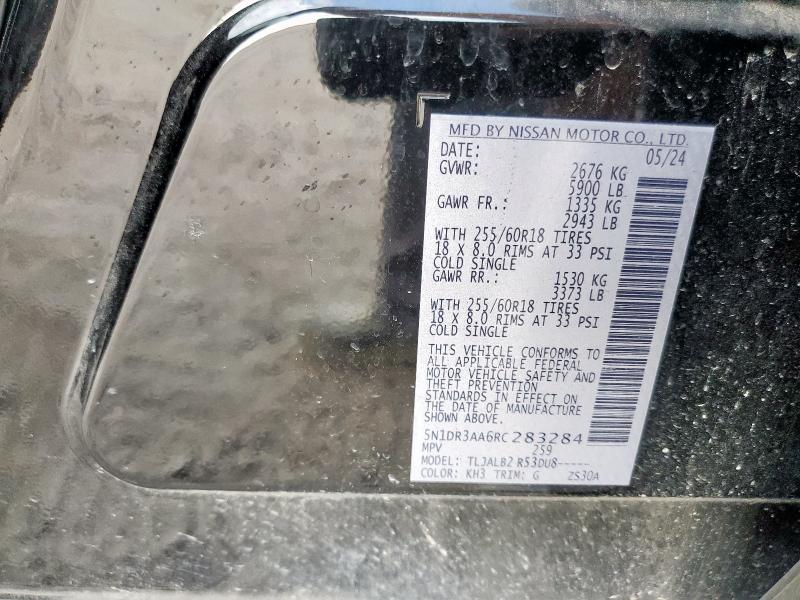 MFD BY NISSAN MOTOR CO., LTD.
DATE: 05/24
GVWR: 2676 KG
5900 LB
GAWR FR.: 1335 KG
2943 LB
WITH 255/60R18 TIRES
18 X 8.0 RIMS AT 33 PSI
COLD SINGLE
GAWR RR.: 1530 KG
3373 LB
WITH 255/60R18 TIRES
18 X 8.0 RIMS AT 33 PSI
COLD SINGLE
THIS VEHICLE CONFORMS TO
ALL APPLICABLE FEDERAL
MOTOR VEHICLE SAFETY AND
THEFT PREVENTION
STANDARDS IN EFFECT ON
THE DATE OF MANUFACTURE
SHOWN ABOVE.
5N1DR3AA6RC283284
MPV 259
MODEL: TLJALB2 R53DU8-----
COLOR: KH3 TRIM: G ZS30A